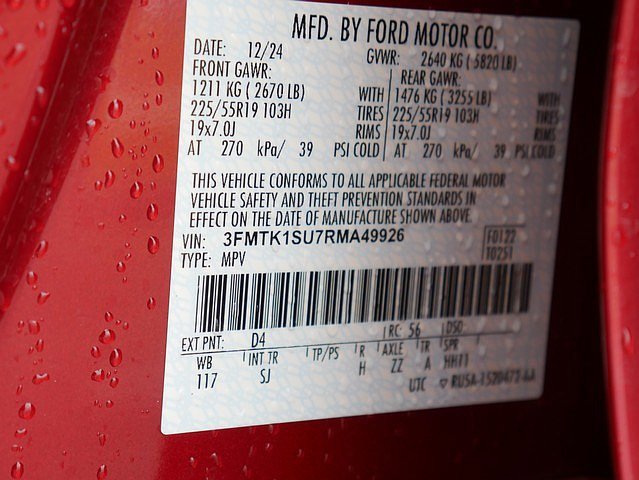 MFD. BY FORD MOTOR CO.
DATE: 12/24 GVWR: 2640 KG ( 5820 LB)
FRONT GAWR: REAR GAWR:
1211 KG ( 2670 LB) WITH 1476 KG ( 3255 LB) WITH
225/55R19 103H TIRES 225/55R19 103H TIRES
19x7.0J RIMS 19x7.0J RIMS
AT 270 kPa/ 39 PSI COLD AT 270 kPa/ 39 PSI COLD
THIS VEHICLE CONFORMS TO ALL APPLICABLE FEDERAL MOTOR
VEHICLE SAFETY AND THEFT PREVENTION STANDARDS IN
EFFECT ON THE DATE OF MANUFACTURE SHOWN ABOVE.
VIN: 3FMTK1SU7RMA49926 F0122
TYPE: MPV T0251
EXT PNT: D4 RC: 56 DSO:
WB INT TR TP/PS R AXLE TR SPR
117 SJ H ZZ A HH11
UTC